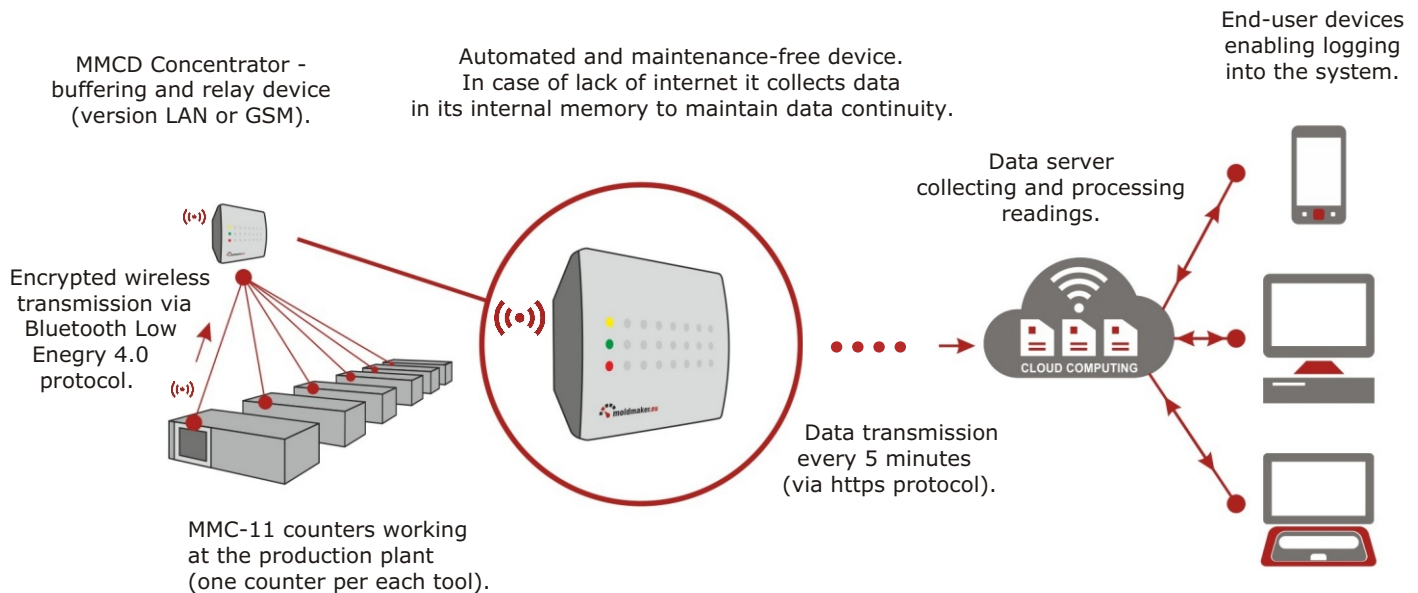 MMCD Concentrator -
buffering and relay device
(version LAN or GSM).
Automated and maintenance-free device.
In case of lack of internet it collects data
in its internal memory to maintain data continuity.
End-user devices
enabling logging
into the system.
Data server
collecting and processing
readings.
Encrypted wireless
transmission via
Bluetooth Low
Enegry 4.0
protocol.
moldmaker.eu
CLOUD COMPUTING
Data transmission
every 5 minutes
(via https protocol).
MMC-11 counters working
at the production plant
(one counter per each tool).